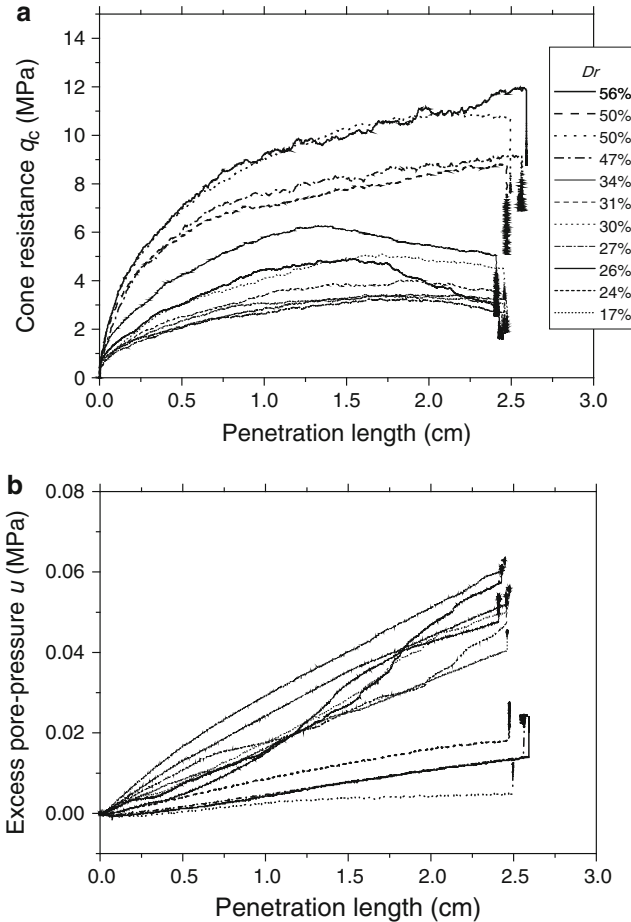 a
Cone resistance qc (MPa)
14
12
10
8
6
4
2
0
0.0 0.5 1.0 1.5 2.0 2.5 3.0
Penetration length (cm)
Dr
56%
50%
50%
47%
34%
31%
30%
27%
26%
24%
17%
b
Excess pore-pressure u (MPa)
0.08
0.06
0.04
0.02
0.00
0.0 0.5 1.0 1.5 2.0 2.5 3.0
Penetration length (cm)